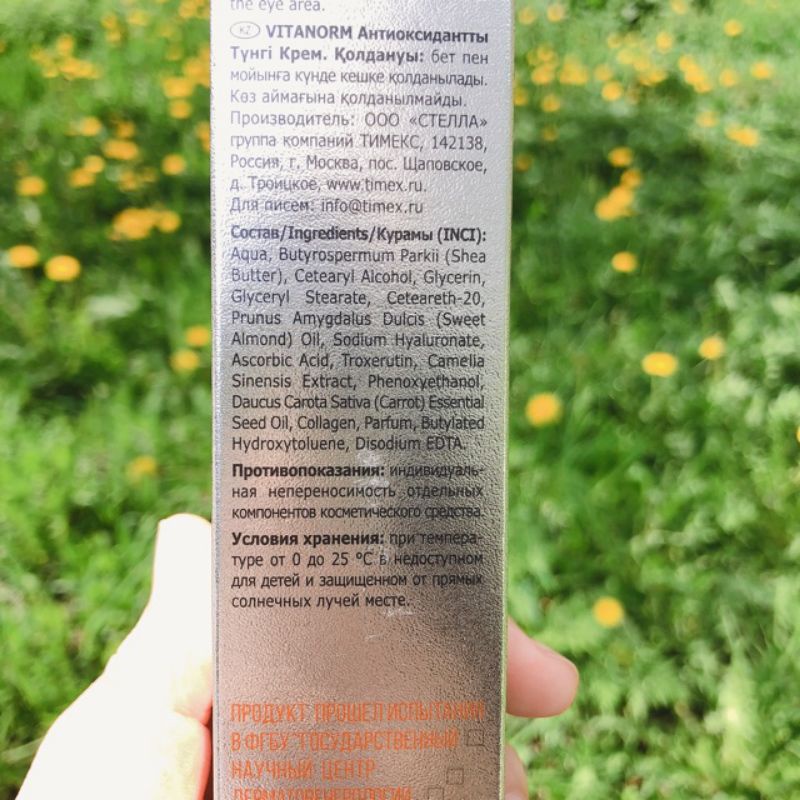 the eye area.
KZ VITANORM Антиоксидантты
Түнгі Крем. Қолдануы: бет пен
мойынға күнде кешке қолданылады.
Көз аймағына қолданылмайды.
Производитель: ООО «СТЕЛЛА»
группа компаний ТИМЕКС, 142138,
Россия, г. Москва, пос. Щаповское,
д. Троицкое, www.timex.ru.
Для писем: info@timex.ru
Состав/Ingredients/Курамы (INCI):
Aqua, Butyrospermum Parkii (Shea
Butter), Cetearyl Alcohol, Glycerin,
Glyceryl Stearate, Ceteareth-20,
Prunus Amygdalus Dulcis (Sweet
Almond) Oil, Sodium Hyaluronate,
Ascorbic Acid, Troxerutin, Camelia
Sinensis Extract, Phenoxyethanol,
Daucus Carota Sativa (Carrot) Essential
Seed Oil, Collagen, Parfum, Butylated
Hydroxytoluene, Disodium EDTA.
Противопоказания: индивидуаль-
ная непереносимость отдельных
компонентов косметического средства.
Условия хранения: при темпера-
туре от 0 до 25 °С в недоступном
для детей и защищенном от прямых
солнечных лучей месте.
ПРОДУКТ ПРОШЕЛ ИСПЫТАНИЯ
В ФГБУ "ГОСУДАРСТВЕННЫЙ
НАУЧНЫЙ ЦЕНТР
ДЕРМАТОВЕНЕРОЛОГИИ